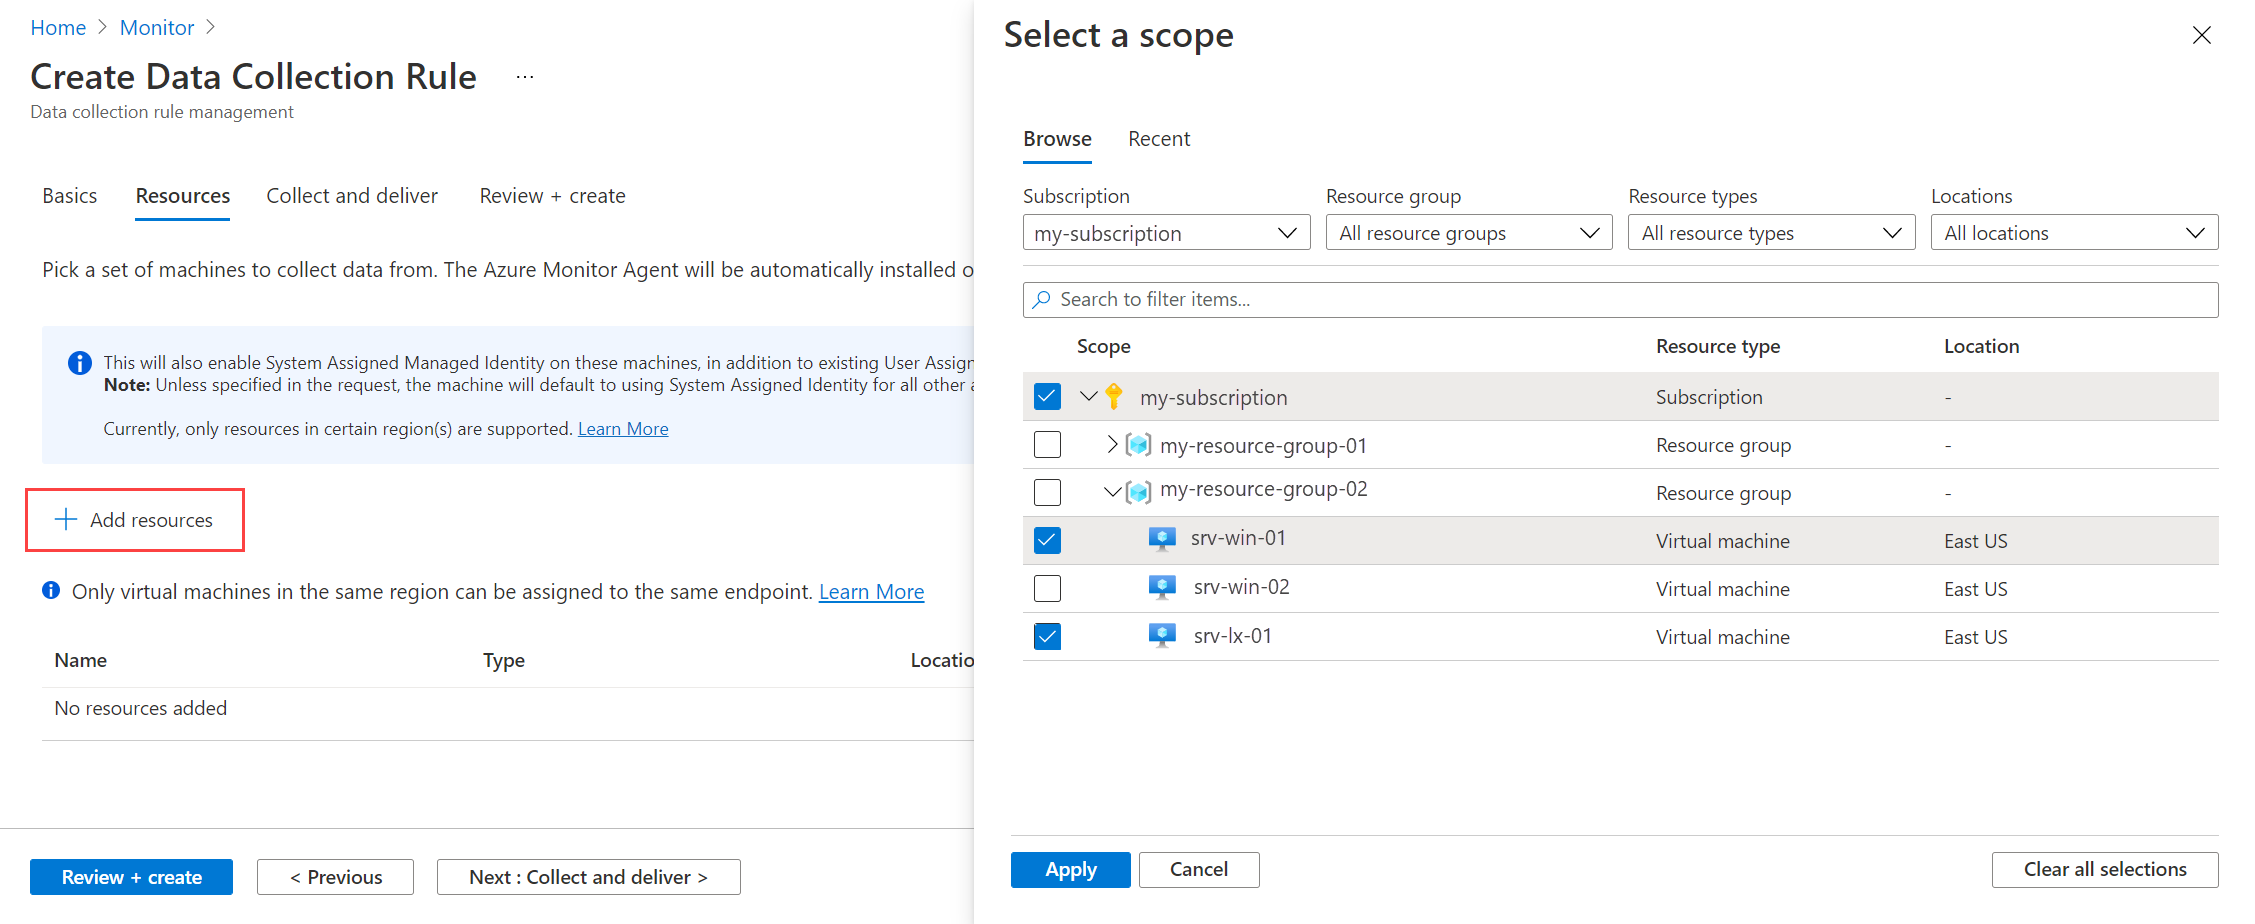 Home > Monitor >
Create Data Collection Rule ...
Data collection rule management
Basics Resources Collect and deliver Review + create
Pick a set of machines to collect data from. The Azure Monitor Agent will be automatically installed o
This will also enable System Assigned Managed Identity on these machines, in addition to existing User Assign
Note: Unless specified in the request, the machine will default to using System Assigned Identity for all other a
Currently, only resources in certain region(s) are supported. Learn More
+ Add resources
Only virtual machines in the same region can be assigned to the same endpoint. Learn More
Name Type Locatio
No resources added
Review + create < Previous Next : Collect and deliver >
Select a scope
Browse Recent
Subscription Resource group Resource types Locations
my-subscription All resource groups All resource types All locations
Search to filter items...
Scope Resource type Location
my-subscription Subscription -
my-resource-group-01 Resource group -
my-resource-group-02 Resource group -
srv-win-01 Virtual machine East US
srv-win-02 Virtual machine East US
srv-lx-01 Virtual machine East US
Apply Cancel Clear all selections